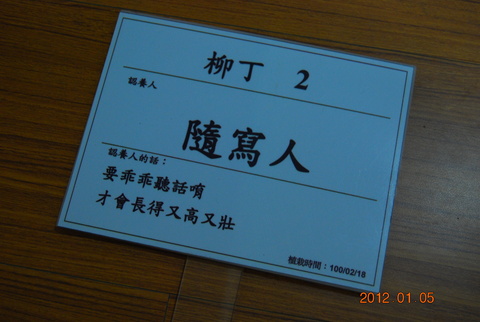 柳丁 2
認養人
隨寫人
認養人的話：
要乖乖聽話唷
才會長得又高又壯
植栽時間：100/02/18
2012 01 05